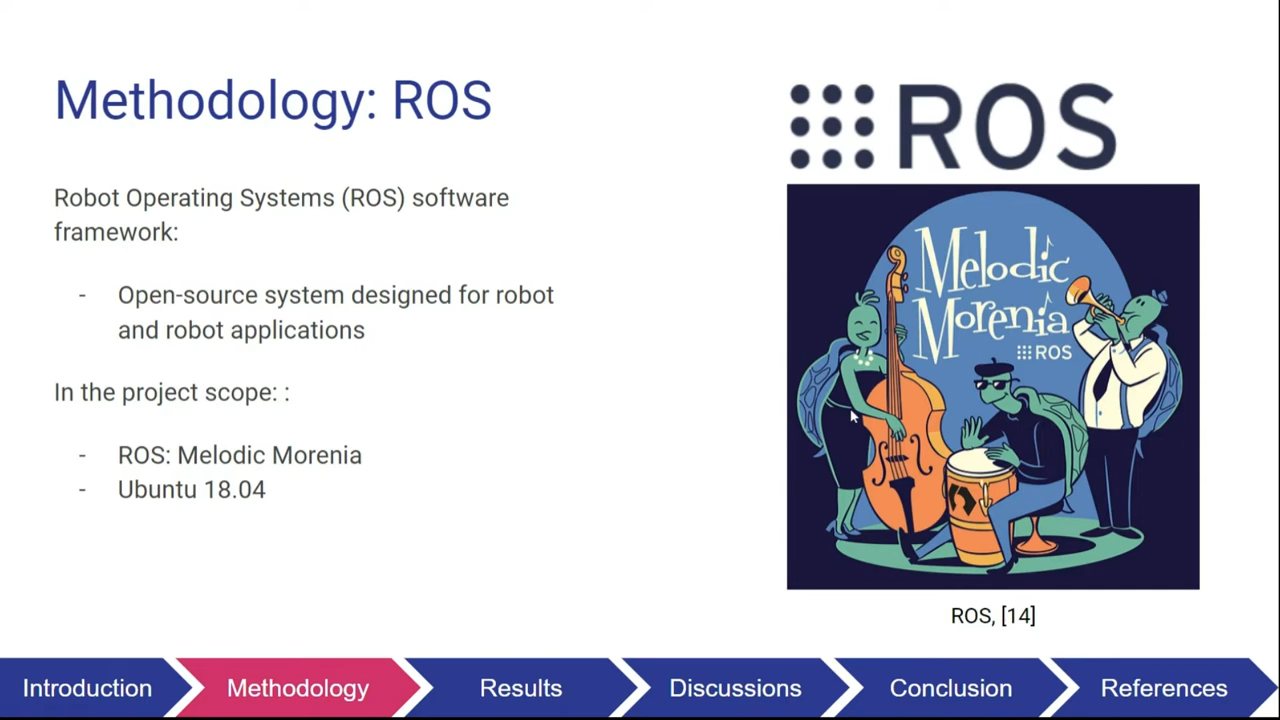 Methodology: ROS
ROS
Robot Operating Systems (ROS) software
framework:
- Open-source system designed for robot
and robot applications
In the project scope: :
- ROS: Melodic Morenia
- Ubuntu 18.04
Melodic
Morenia
ROS
ROS, [14]
Introduction
Methodology
Results
Discussions
Conclusion
References